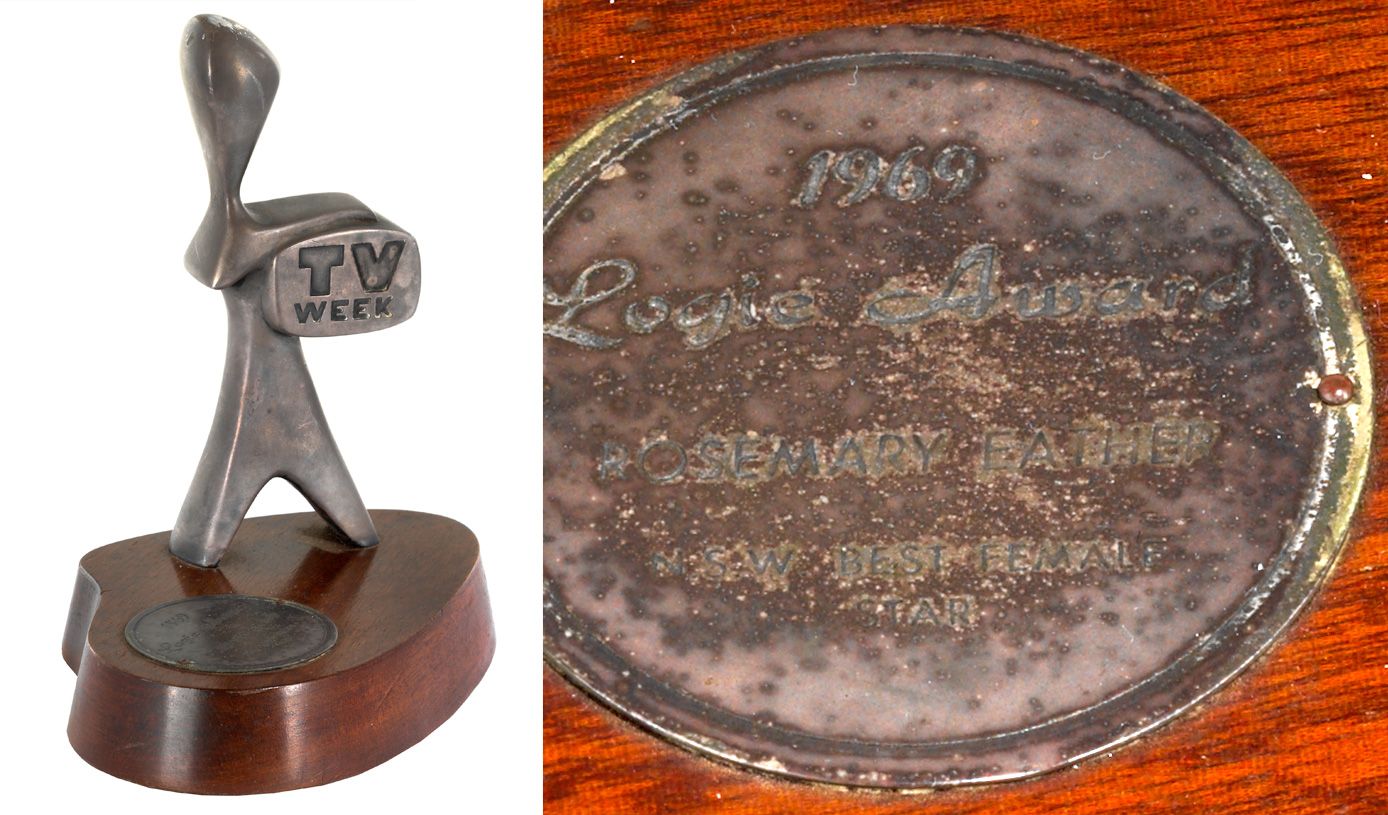 TV
WEEK
1969
Logie Award
ROSEMARY EATHER
N.S.W. BEST FEMALE
STAR